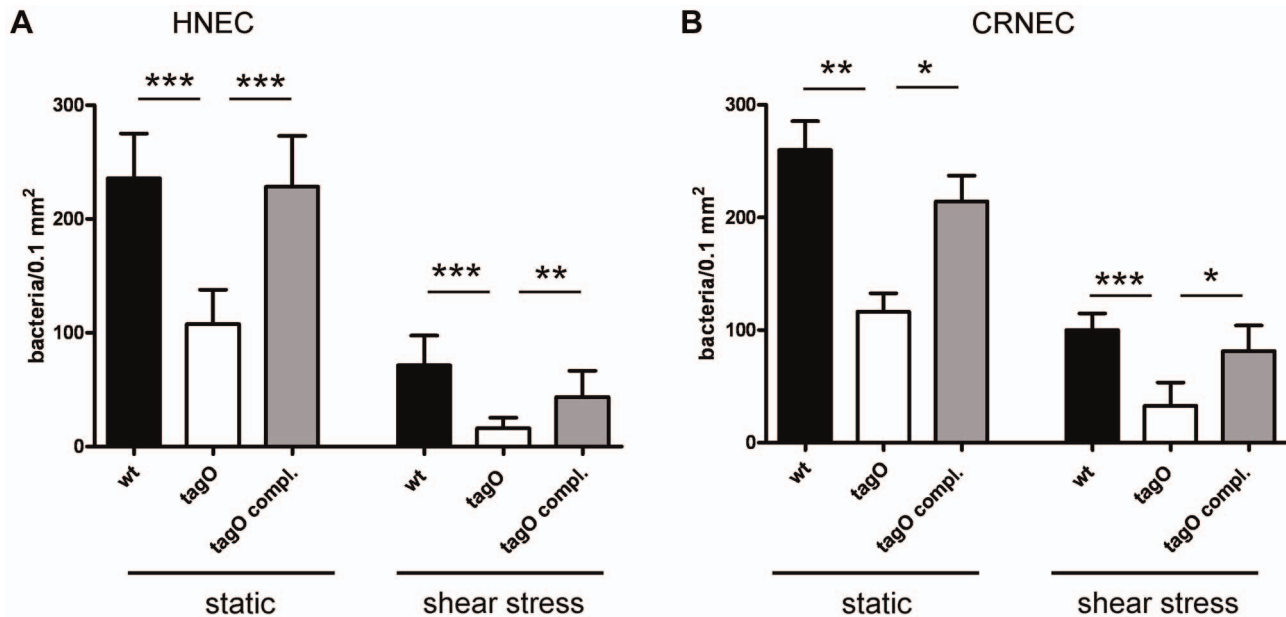 A
HNEC
***
***
300
200
100
0
bacteria/0.1 mm²
***
**
wt
tagO
tagO compl.
wt
tagO
tagO compl.
static
shear stress
B
CRNEC
**
*
300
200
100
0
bacteria/0.1 mm²
***
*
wt
tagO
tagO compl.
wt
tagO
tagO compl.
static
shear stress